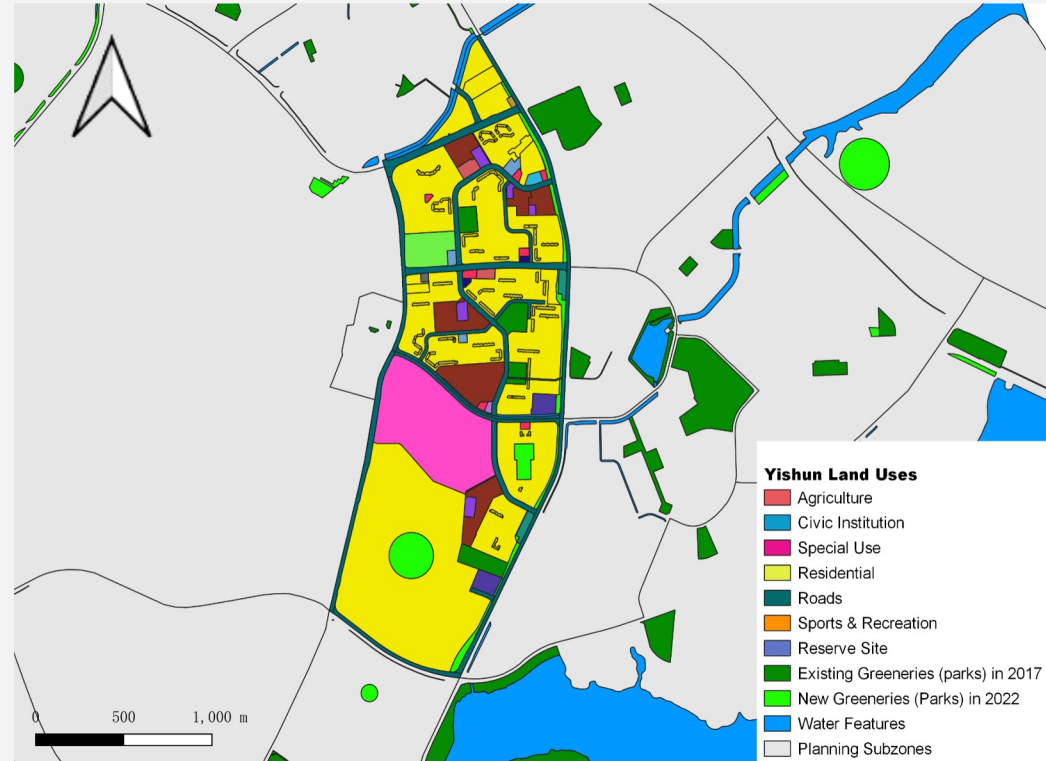 Yishun Land Uses
Agriculture
Civic Institution
Special Use
Residential
Roads
Sports & Recreation
Reserve Site
Existing Greeneries (parks) in 2017
New Greeneries (Parks) in 2022
Water Features
Planning Subzones
0 500 1,000 m